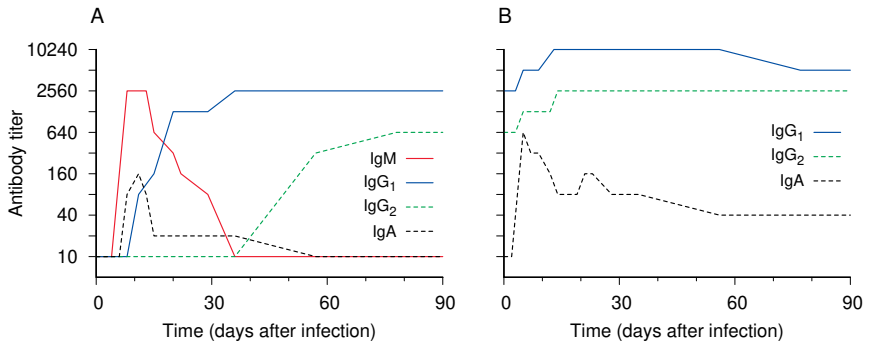 A
Antibody titer
10240
2560
640
160
40
10
IgM
IgG₁
IgG₂
IgA
0 30 60 90
Time (days after infection)
B
IgG₁
IgG₂
IgA
0 30 60 90
Time (days after infection)